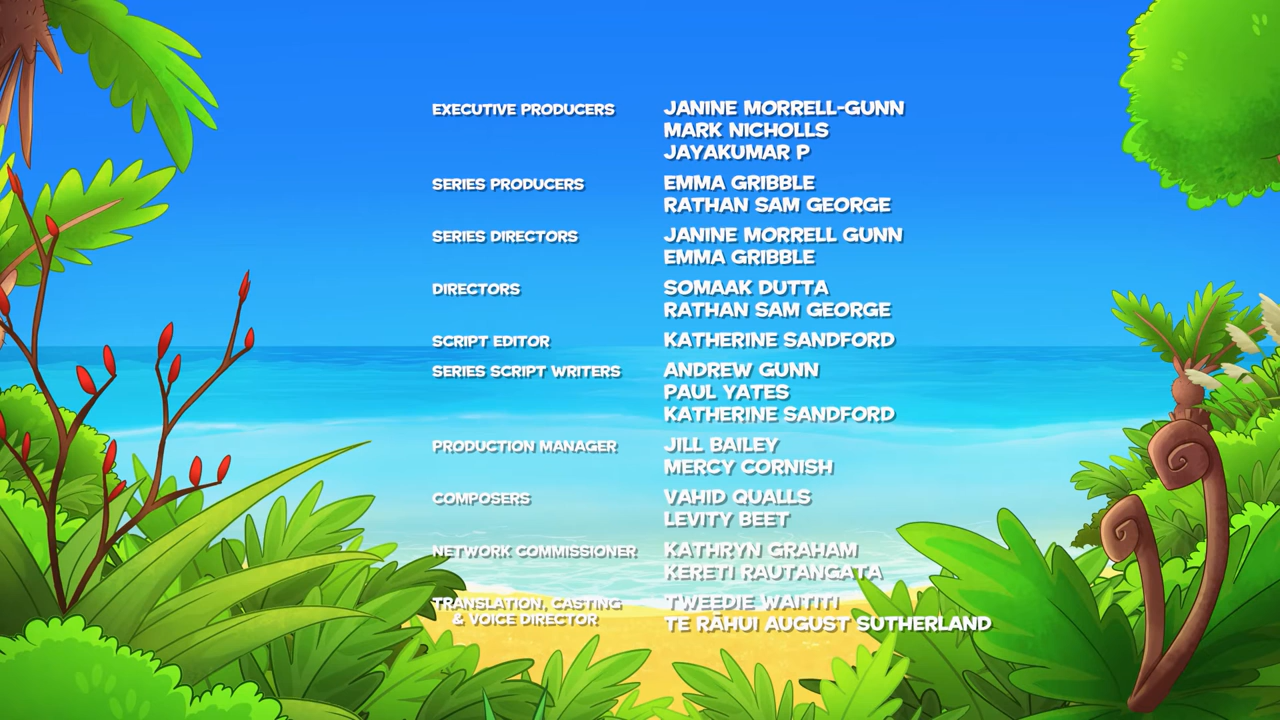 EXECUTIVE PRODUCERS JANINE MORRELL-GUNN
MARK NICHOLLS
JAYAKUMAR P
SERIES PRODUCERS EMMA GRIBBLE
RATHAN SAM GEORGE
SERIES DIRECTORS JANINE MORRELL GUNN
EMMA GRIBBLE
DIRECTORS SOMAAK DUTTA
RATHAN SAM GEORGE
SCRIPT EDITOR KATHERINE SANDFORD
SERIES SCRIPT WRITERS ANDREW GUNN
PAUL YATES
KATHERINE SANDFORD
PRODUCTION MANAGER JILL BAILEY
MERCY CORNISH
COMPOSERS VAHID QUALLS
LEVITY BEET
NETWORK COMMISSIONER KATHRYN GRAHAM
KERETI RAUTANGATA
TRANSLATION, CASTING TWEEDIE WAITITI
& VOICE DIRECTOR TE RĀHUI AUGUST SUTHERLAND